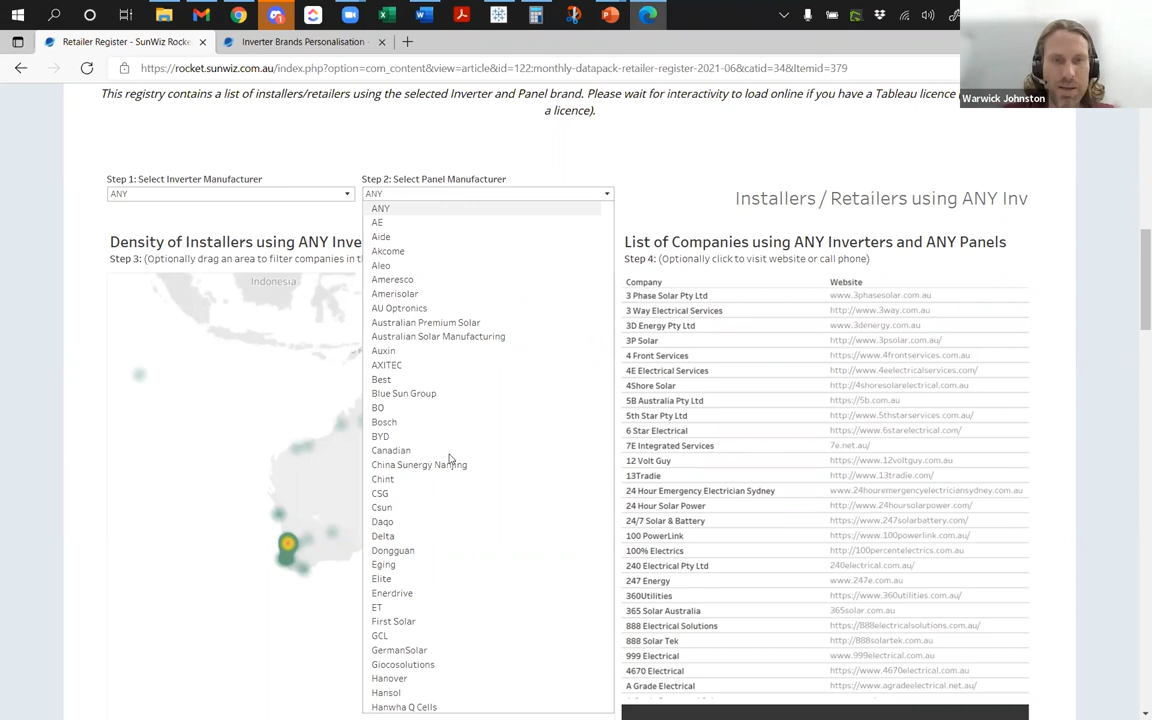 Retailer Register - SunWiz Rocke
Inverter Brands Personalisation -
https://rocket.sunwiz.com.au/index.php?option=com_content&view=article&id=122:monthly-datapack-retailer-register-2021-06&catid=34&Itemid=379
Warwick Johnston
This registry contains a list of installers/retailers using the selected Inverter and Panel brand. Please wait for interactivity to load online if you have a Tableau licence (
a licence).
Step 1: Select Inverter Manufacturer
ANY
Step 2: Select Panel Manufacturer
ANY
Installers / Retailers using ANY Inv
Density of Installers using ANY Inve
Step 3: (Optionally drag an area to filter companies in t
Indonesia
ANY
AE
Aide
Akcome
Aleo
Ameresco
Amerisolar
AU Optronics
Australian Premium Solar
Australian Solar Manufacturing
Auxin
AXITEC
Best
Blue Sun Group
BO
Bosch
BYD
Canadian
China Sunergy Nanjing
Chint
CSG
Csun
Daqo
Delta
Dongguan
Eging
Elite
Enerdrive
ET
First Solar
GCL
GermanSolar
Giocosolutions
Hanover
Hansol
Hanwha Q Cells
List of Companies using ANY Inverters and ANY Panels
Step 4: (Optionally click to visit website or call phone)
Company Website
3 Phase Solar Pty Ltd www.3phasesolar.com.au
3 Way Electrical Services http://www.3way.com.au
3D Energy Pty Ltd www.3denergy.com.au
3P Solar http://www.3psolar.com.au/
4 Front Services http://www.4frontservices.com.au
4E Electrical Services http://www.4eelectricalservices.com/
4Shore Solar http://4shoresolarelectrical.com.au
5B Australia Pty Ltd https://5b.com.au
5th Star Pty Ltd http://www.5thstarservices.com.au/
6 Star Electrical https://www.6starelectrical.com/
7E Integrated Services 7e.net.au/
12 Volt Guy https://www.12voltguy.com.au
13Tradie http://www.13tradie.com/
24 Hour Emergency Electrician Sydney www.24houremergencyelectriciansydney.com.au
24 Hour Solar Power http://www.24hoursolarpower.com/
24/7 Solar & Battery https://www.247solarbattery.com/
100 PowerLink https://www.100powerlink.com.au/
100% Electrics http://100percentelectrics.com.au
240 Electrical Pty Ltd 240electrical.com.au/
247 Energy www.247e.com.au
360Utilities https://www.360utilities.com.au/
365 Solar Australia 365solar.com.au
888 Electrical Solutions https://888electricalsolutions.com.au/
888 Solar Tek http://888solartek.com.au
999 Electrical www.999electrical.com.au
4670 Electrical https://www.4670electrical.com.au/
A Grade Electrical https://www.agradeelectrical.net.au/